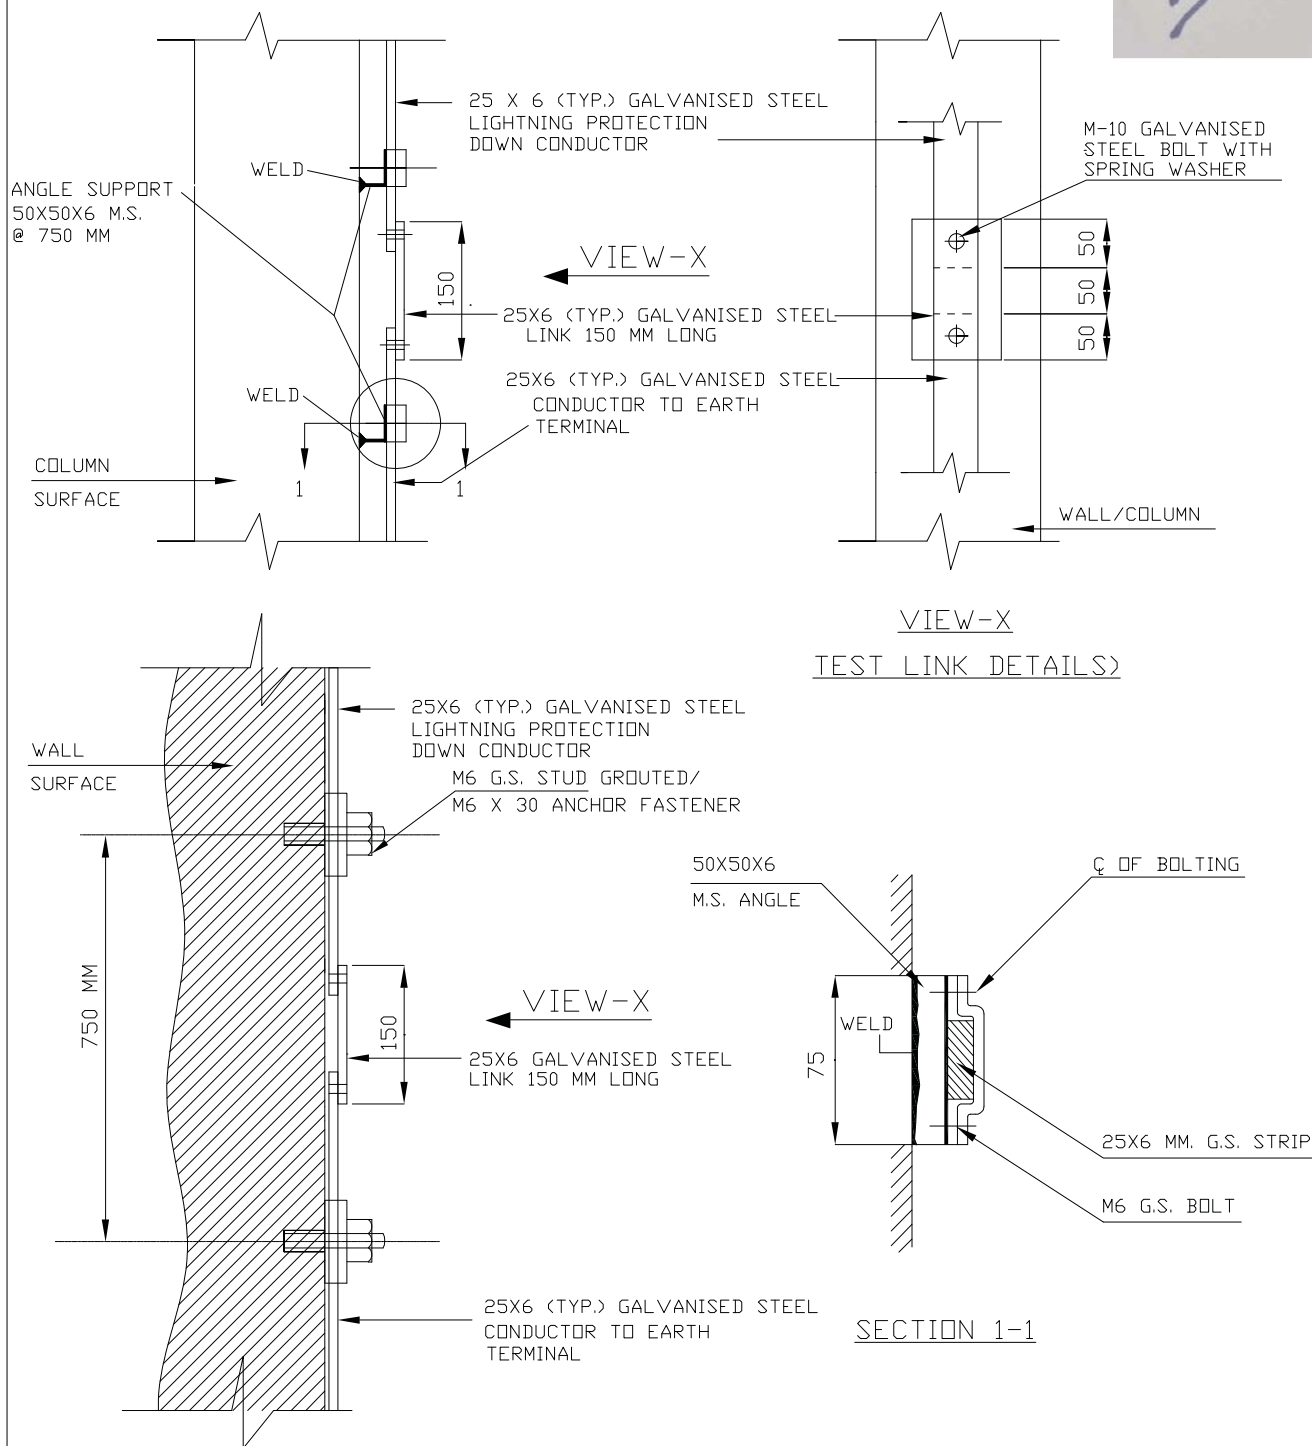 25 X 6 (TYP.) GALVANISED STEEL
LIGHTNING PROTECTION
DOWN CONDUCTOR
M-10 GALVANISED
STEEL BOLT WITH
SPRING WASHER
WELD
ANGLE SUPPORT
50X50X6 M.S.
@ 750 MM
VIEW-X
150
50
50
50
25X6 (TYP.) GALVANISED STEEL
LINK 150 MM LONG
25X6 (TYP.) GALVANISED STEEL
CONDUCTOR TO EARTH
TERMINAL
WELD
COLUMN
SURFACE
1
1
WALL/COLUMN
VIEW-X
TEST LINK DETAILS)
25X6 (TYP.) GALVANISED STEEL
LIGHTNING PROTECTION
DOWN CONDUCTOR
WALL
SURFACE
M6 G.S. STUD GROUTED/
M6 X 30 ANCHOR FASTENER
750 MM
VIEW-X
150
25X6 GALVANISED STEEL
LINK 150 MM LONG
25X6 (TYP.) GALVANISED STEEL
CONDUCTOR TO EARTH
TERMINAL
50X50X6
M.S. ANGLE
℄ OF BOLTING
WELD
75
25X6 MM. G.S. STRIP
M6 G.S. BOLT
SECTION 1-1